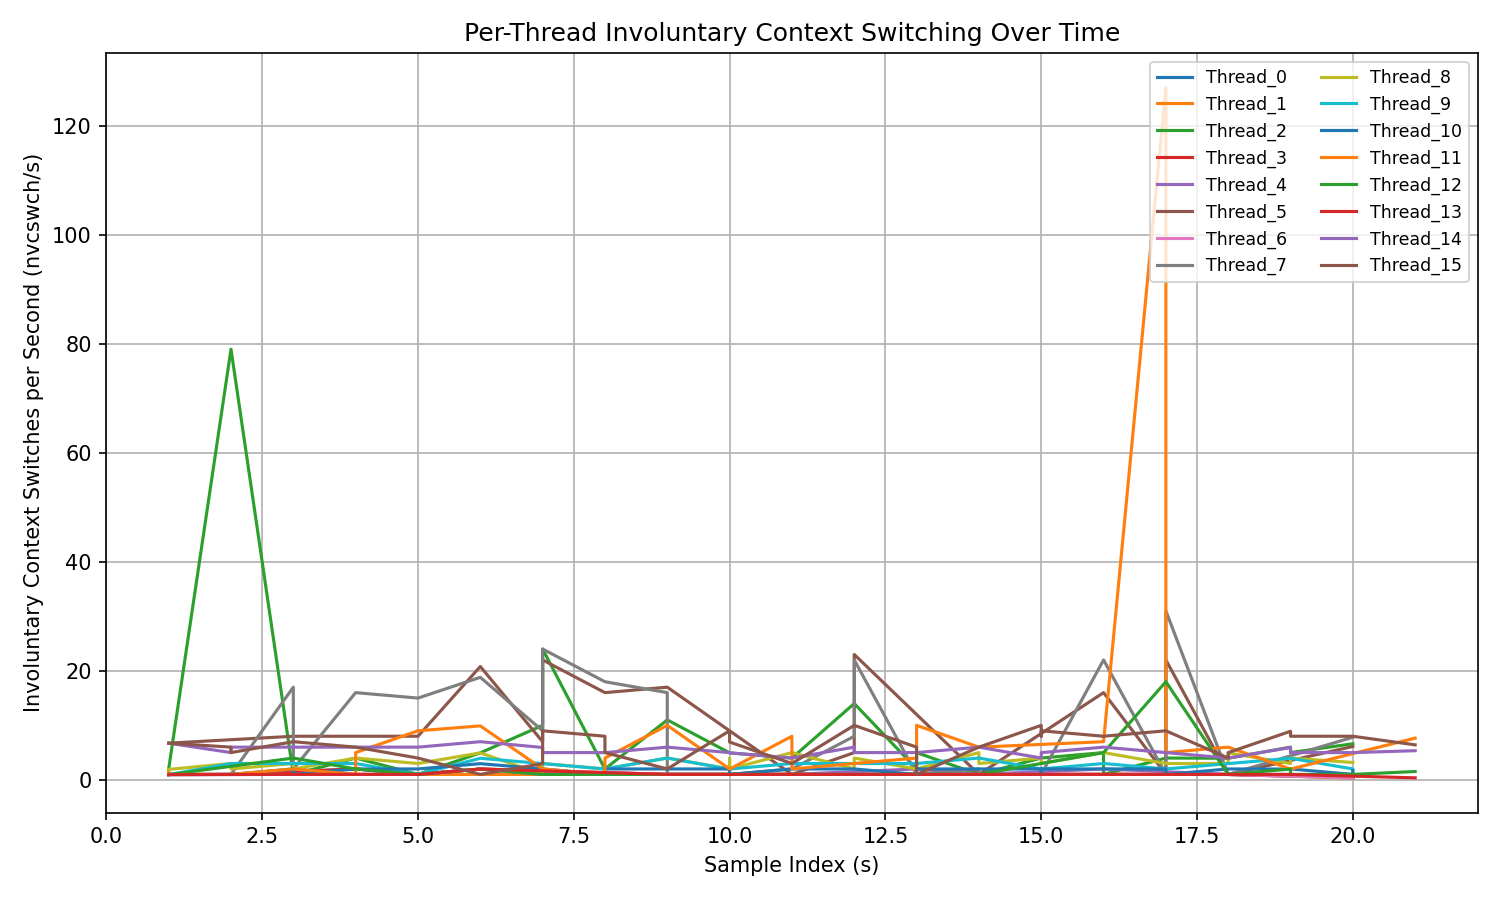 Per-Thread Involuntary Context Switching Over Time
Involuntary Context Switches per Second (nvcswch/s)
120
100
80
60
40
20
0
Thread_0
Thread_1
Thread_2
Thread_3
Thread_4
Thread_5
Thread_6
Thread_7
Thread_8
Thread_9
Thread_10
Thread_11
Thread_12
Thread_13
Thread_14
Thread_15
0.0 2.5 5.0 7.5 10.0 12.5 15.0 17.5 20.0
Sample Index (s)